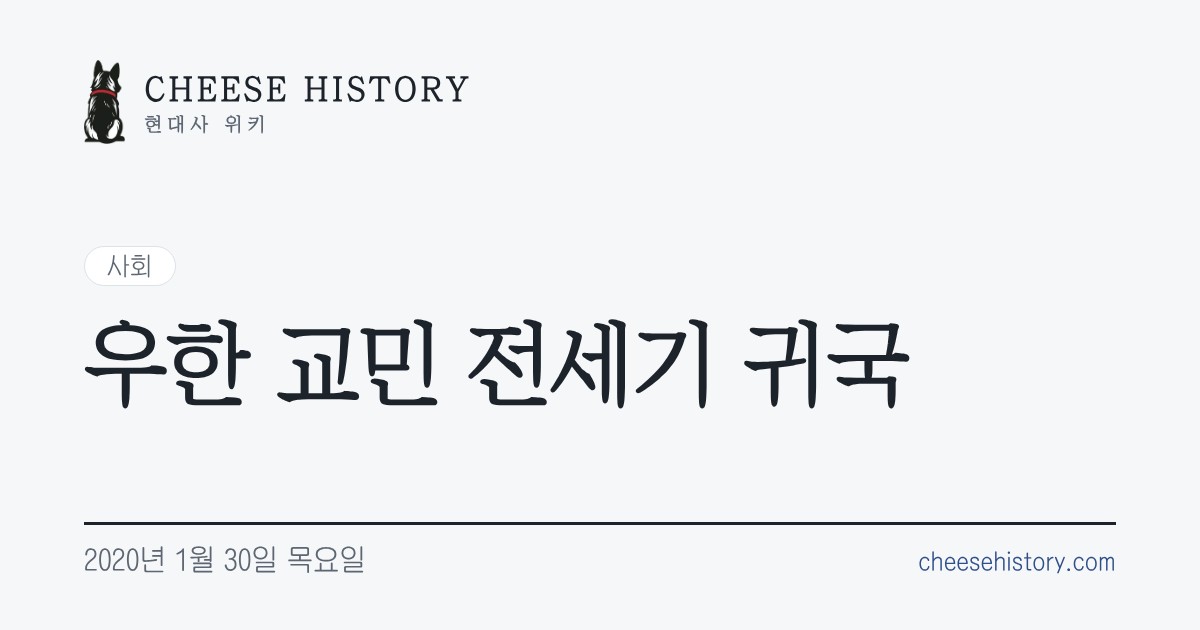 CHEESE HISTORY
현대사 위키
사회
우한 교민 전세기 귀국
2020년 1월 30일 목요일
cheesehistory.com